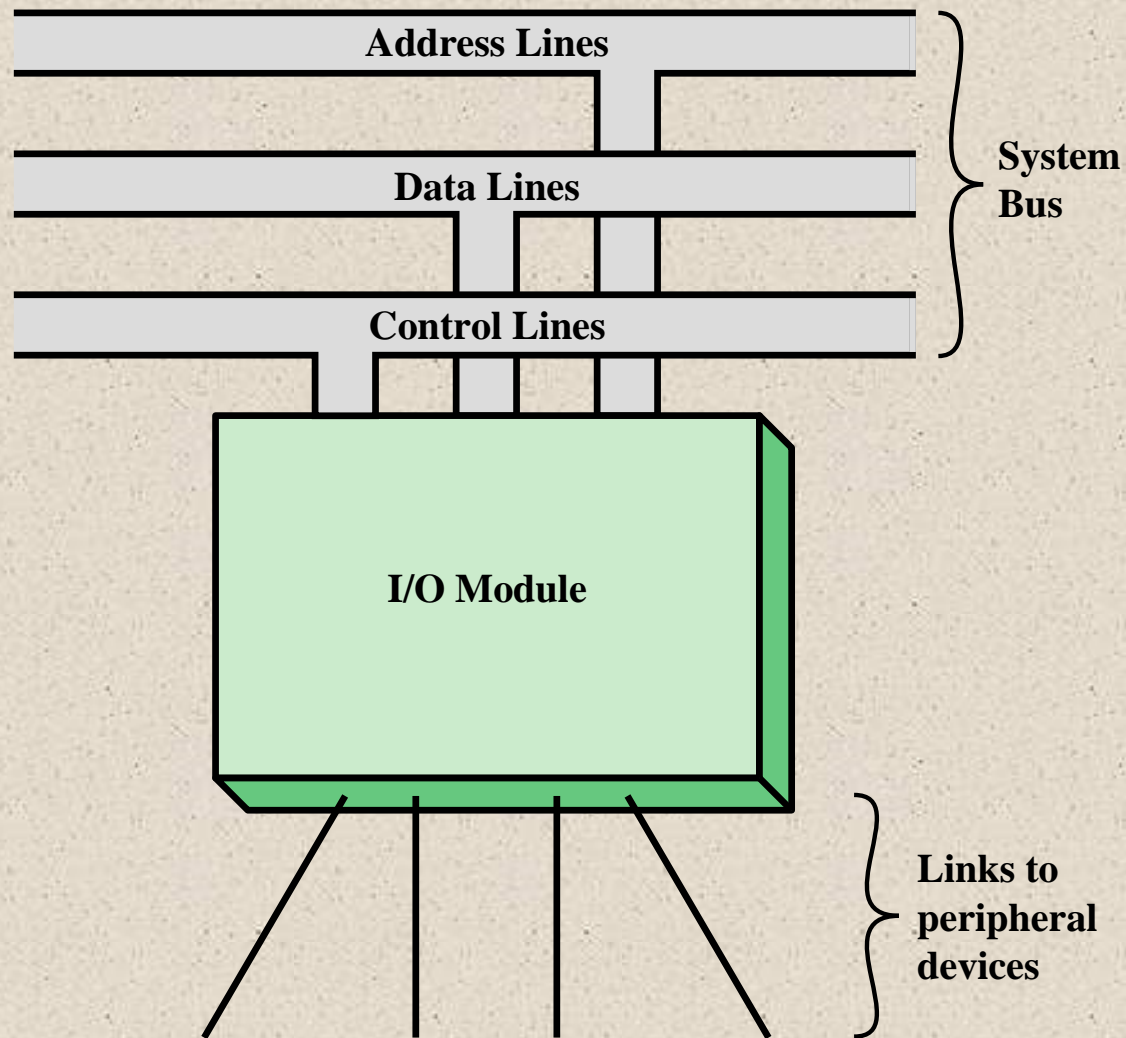 Address Lines
System
Bus
Data Lines
Control Lines
I/O Module
Links to
peripheral
devices